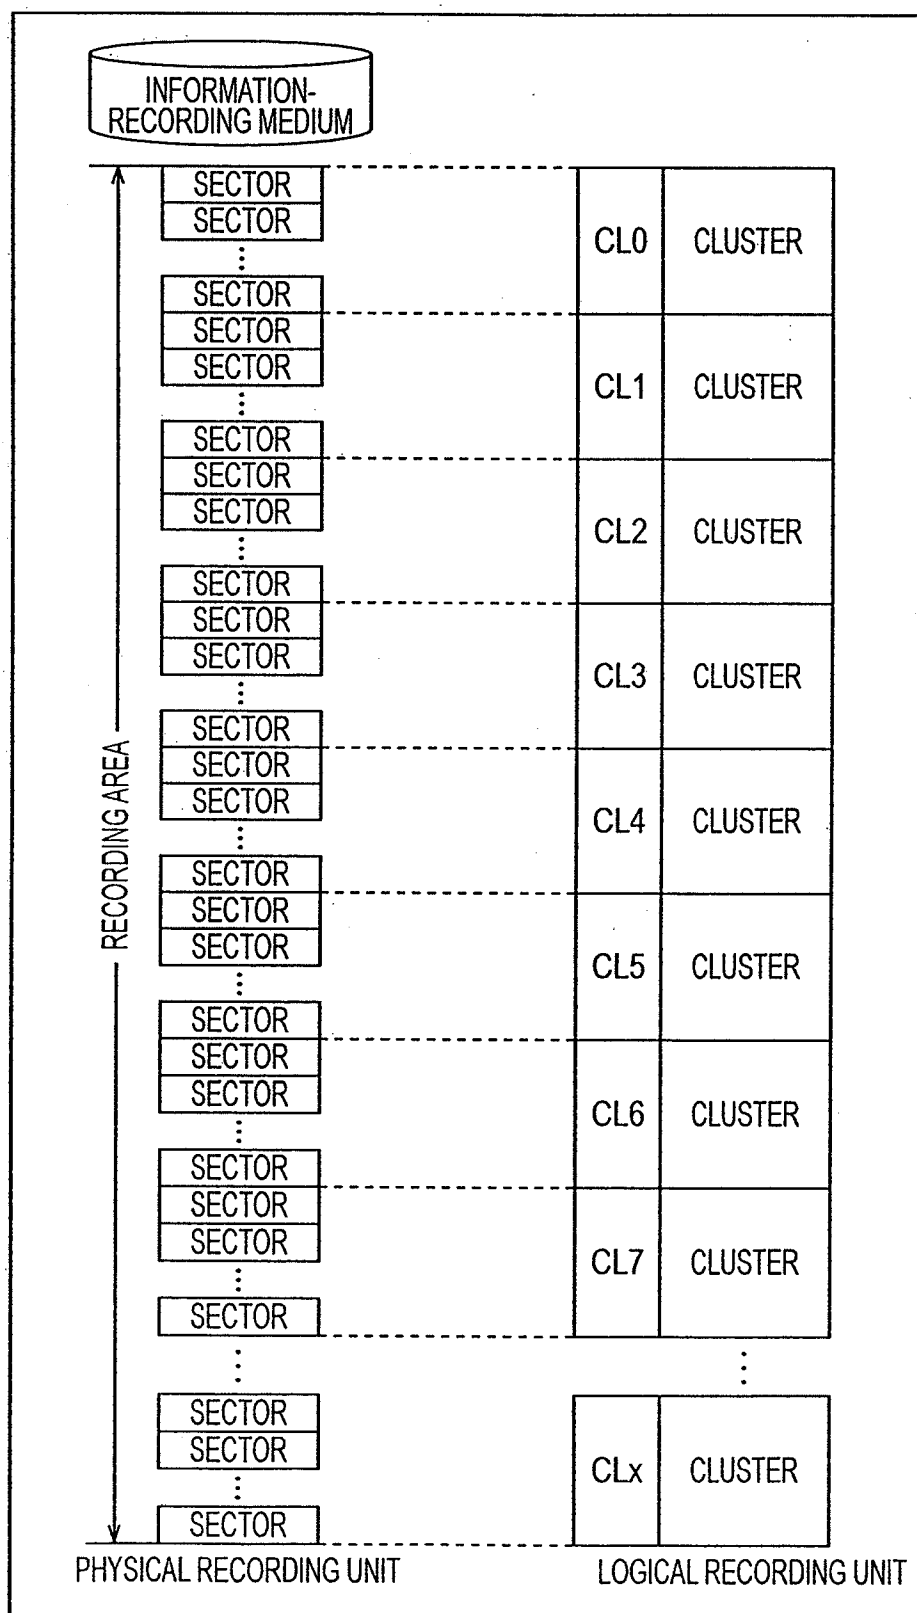 INFORMATION-
RECORDING MEDIUM
RECORDING AREA
SECTOR
SECTOR
SECTOR
CL0 CLUSTER
SECTOR
SECTOR
SECTOR
CL1 CLUSTER
SECTOR
SECTOR
SECTOR
CL2 CLUSTER
SECTOR
SECTOR
SECTOR
CL3 CLUSTER
SECTOR
SECTOR
SECTOR
CL4 CLUSTER
SECTOR
SECTOR
SECTOR
CL5 CLUSTER
SECTOR
SECTOR
SECTOR
CL6 CLUSTER
SECTOR
SECTOR
SECTOR
CL7 CLUSTER
SECTOR
SECTOR
SECTOR
CLx CLUSTER
PHYSICAL RECORDING UNIT
LOGICAL RECORDING UNIT